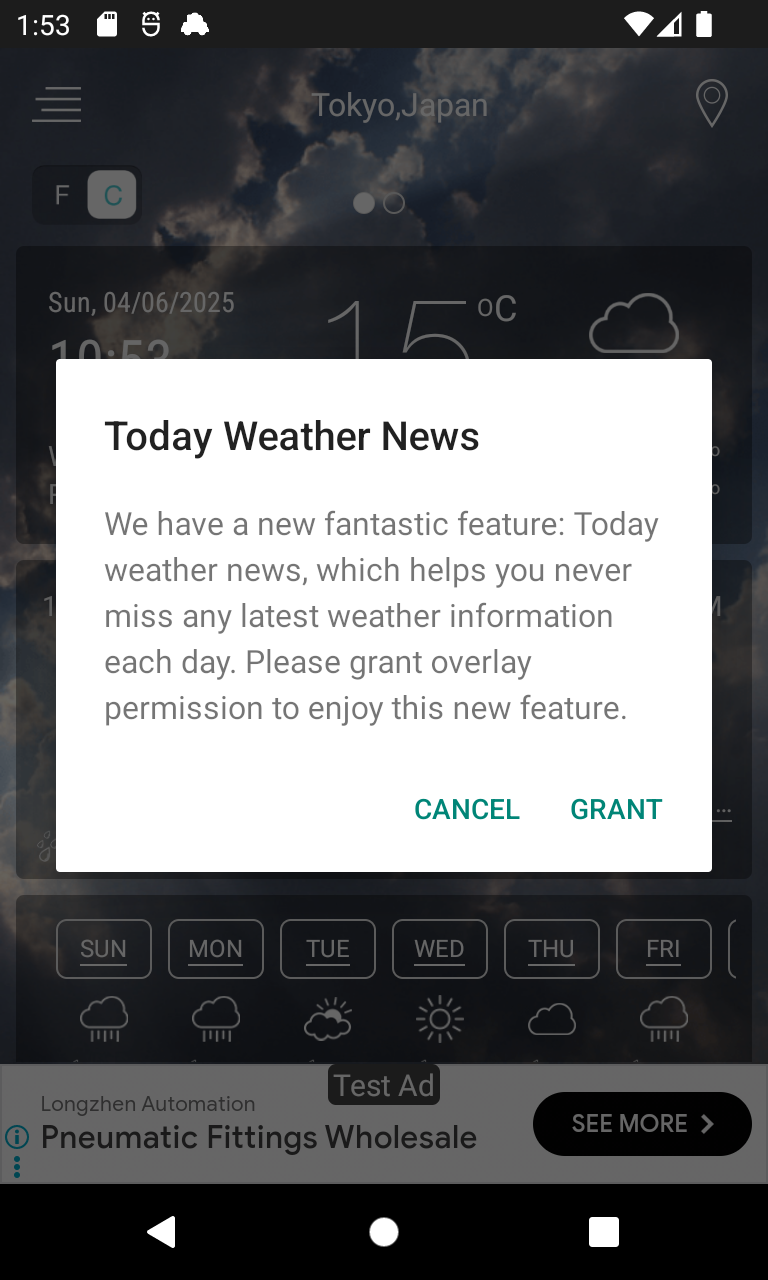 1:53
Tokyo,Japan
F C
Sun, 04/06/2025
15 °C
10:53
Today Weather News
We have a new fantastic feature: Today
weather news, which helps you never
miss any latest weather information
each day. Please grant overlay
permission to enjoy this new feature.
CANCEL GRANT
SUN MON TUE WED THU FRI
Test Ad
Longzhen Automation
Pneumatic Fittings Wholesale
SEE MORE